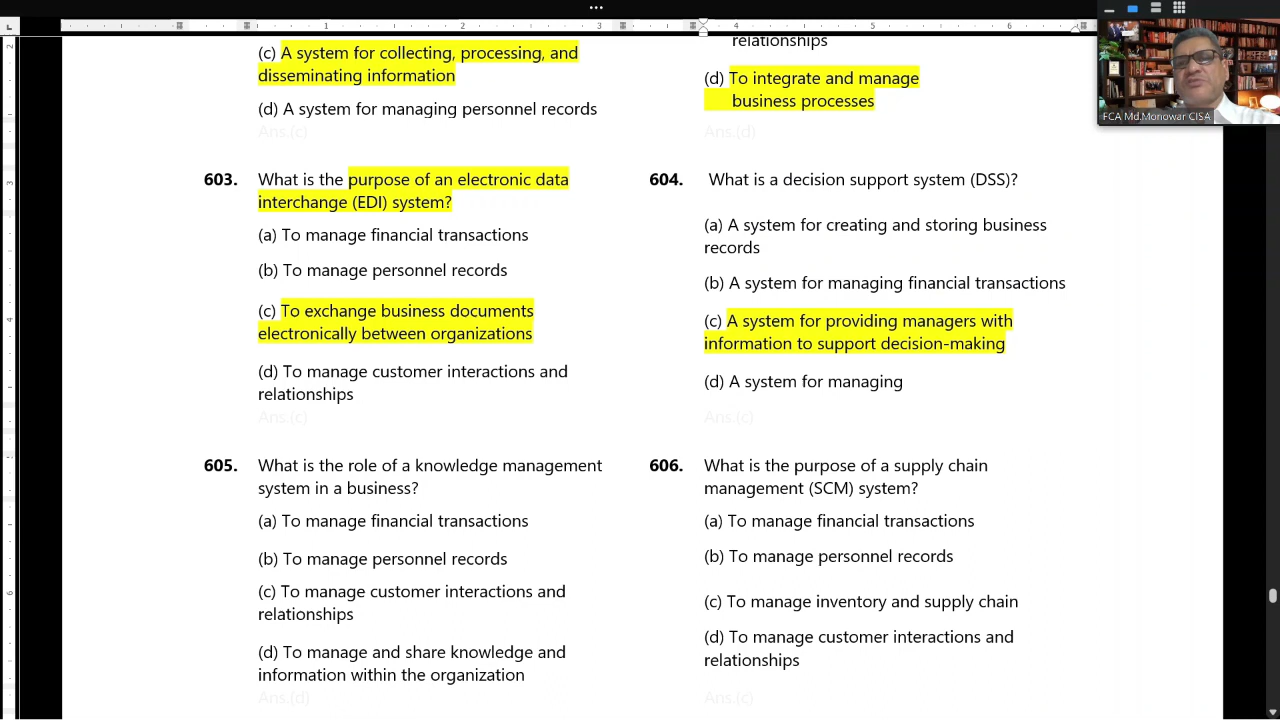 (c) A system for collecting, processing, and
disseminating information
(d) A system for managing personnel records
Ans (c)
relationships
(d) To integrate and manage
business processes
Ans.(d)
FCA Md.Monowar CISA
603. What is the purpose of an electronic data
interchange (EDI) system?
(a) To manage financial transactions
(b) To manage personnel records
(c) To exchange business documents
electronically between organizations
(d) To manage customer interactions and
relationships
Ans.(c)
604. What is a decision support system (DSS)?
(a) A system for creating and storing business
records
(b) A system for managing financial transactions
(c) A system for providing managers with
information to support decision-making
(d) A system for managing
Ans.(c)
605. What is the role of a knowledge management
system in a business?
(a) To manage financial transactions
(b) To manage personnel records
(c) To manage customer interactions and
relationships
(d) To manage and share knowledge and
information within the organization
Ans.(d)
606. What is the purpose of a supply chain
management (SCM) system?
(a) To manage financial transactions
(b) To manage personnel records
(c) To manage inventory and supply chain
(d) To manage customer interactions and
relationships
Ans.(c)